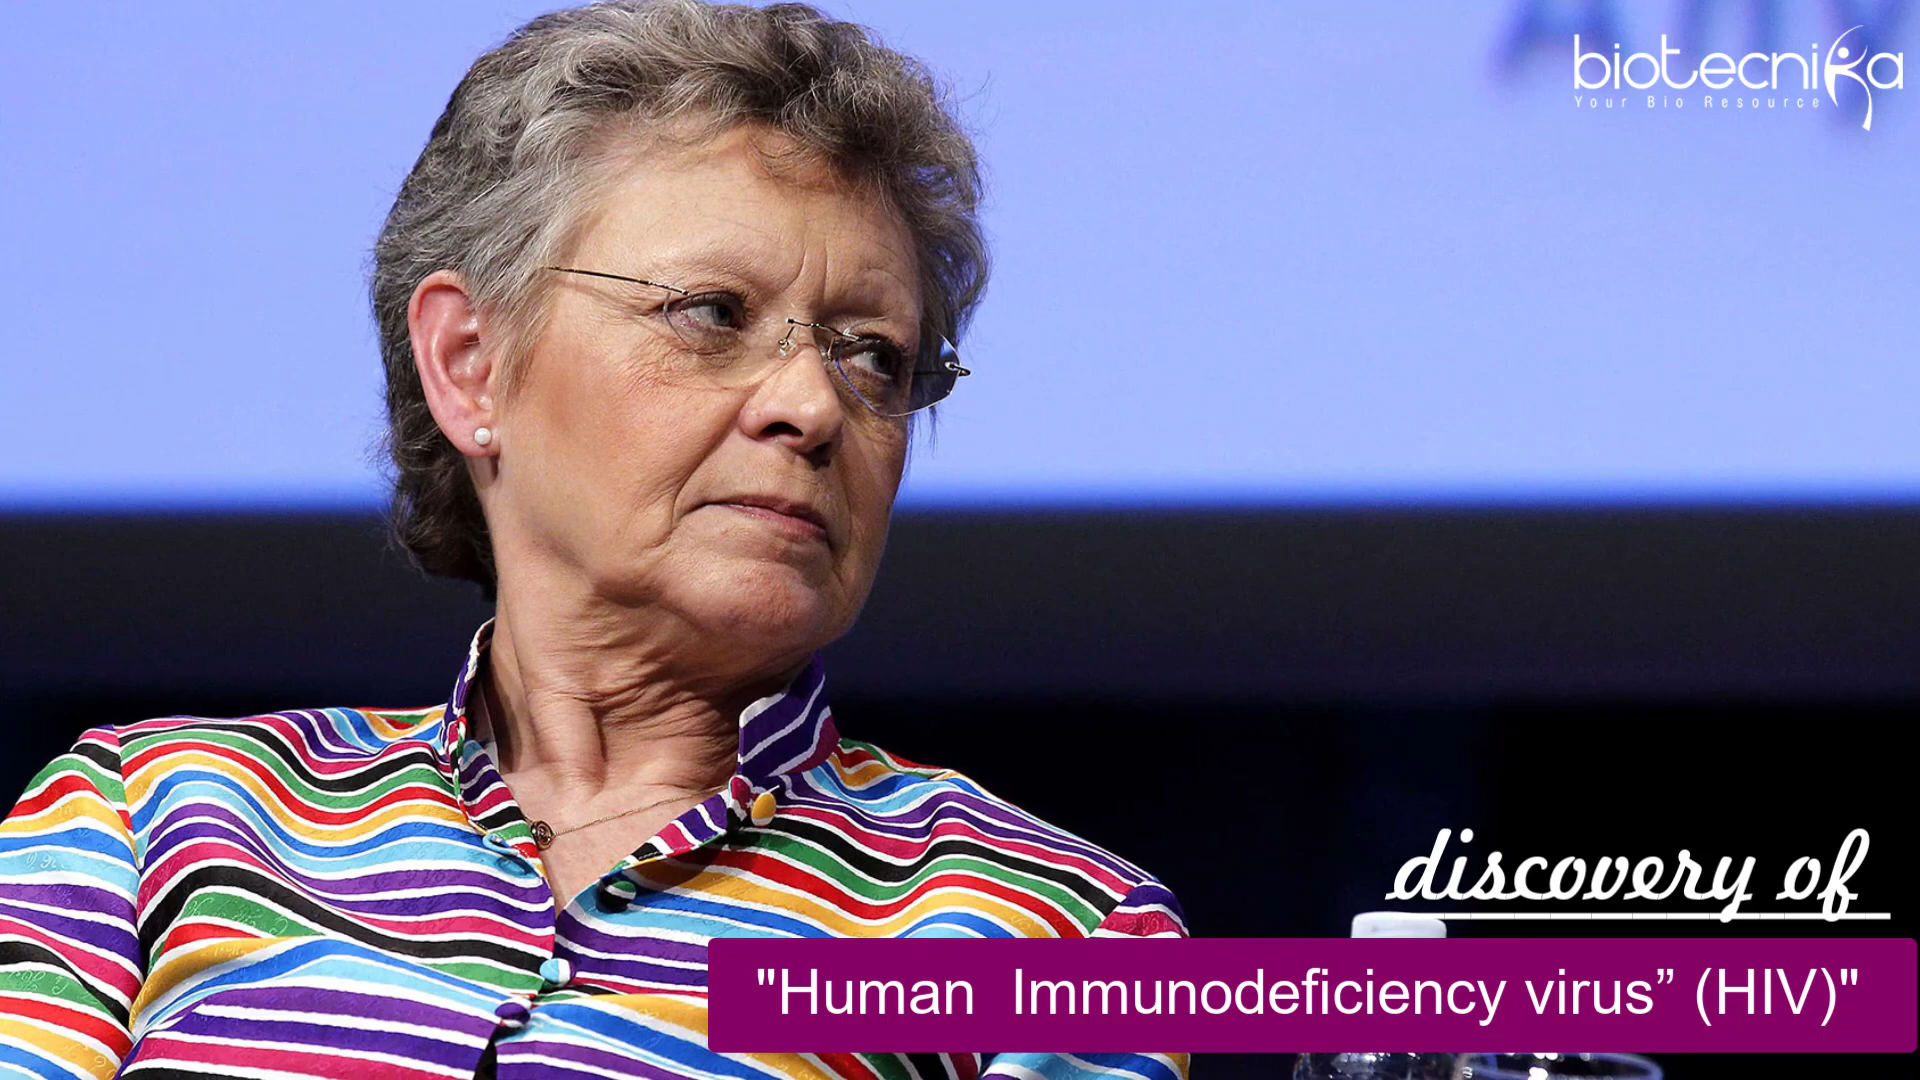 biotecnika
Your Bio Resource
discovery of
"Human Immunodeficiency virus” (HIV)"